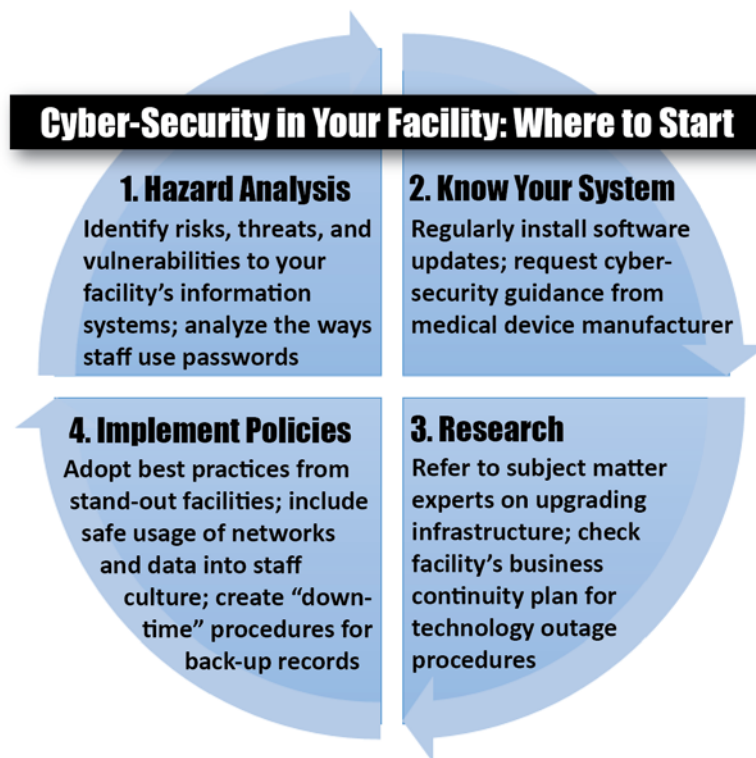 Cyber-Security in Your Facility: Where to Start
1. Hazard Analysis
Identify risks, threats, and
vulnerabilities to your
facility's information
systems; analyze the ways
staff use passwords
2. Know Your System
Regularly install software
updates; request cyber-
security guidance from
medical device manufacturer
3. Research
Refer to subject matter
experts on upgrading
infrastructure; check
facility's business
continuity plan for
technology outage
procedures
4. Implement Policies
Adopt best practices from
stand-out facilities; include
safe usage of networks
and data into staff
culture; create “down-
time” procedures for
back-up records